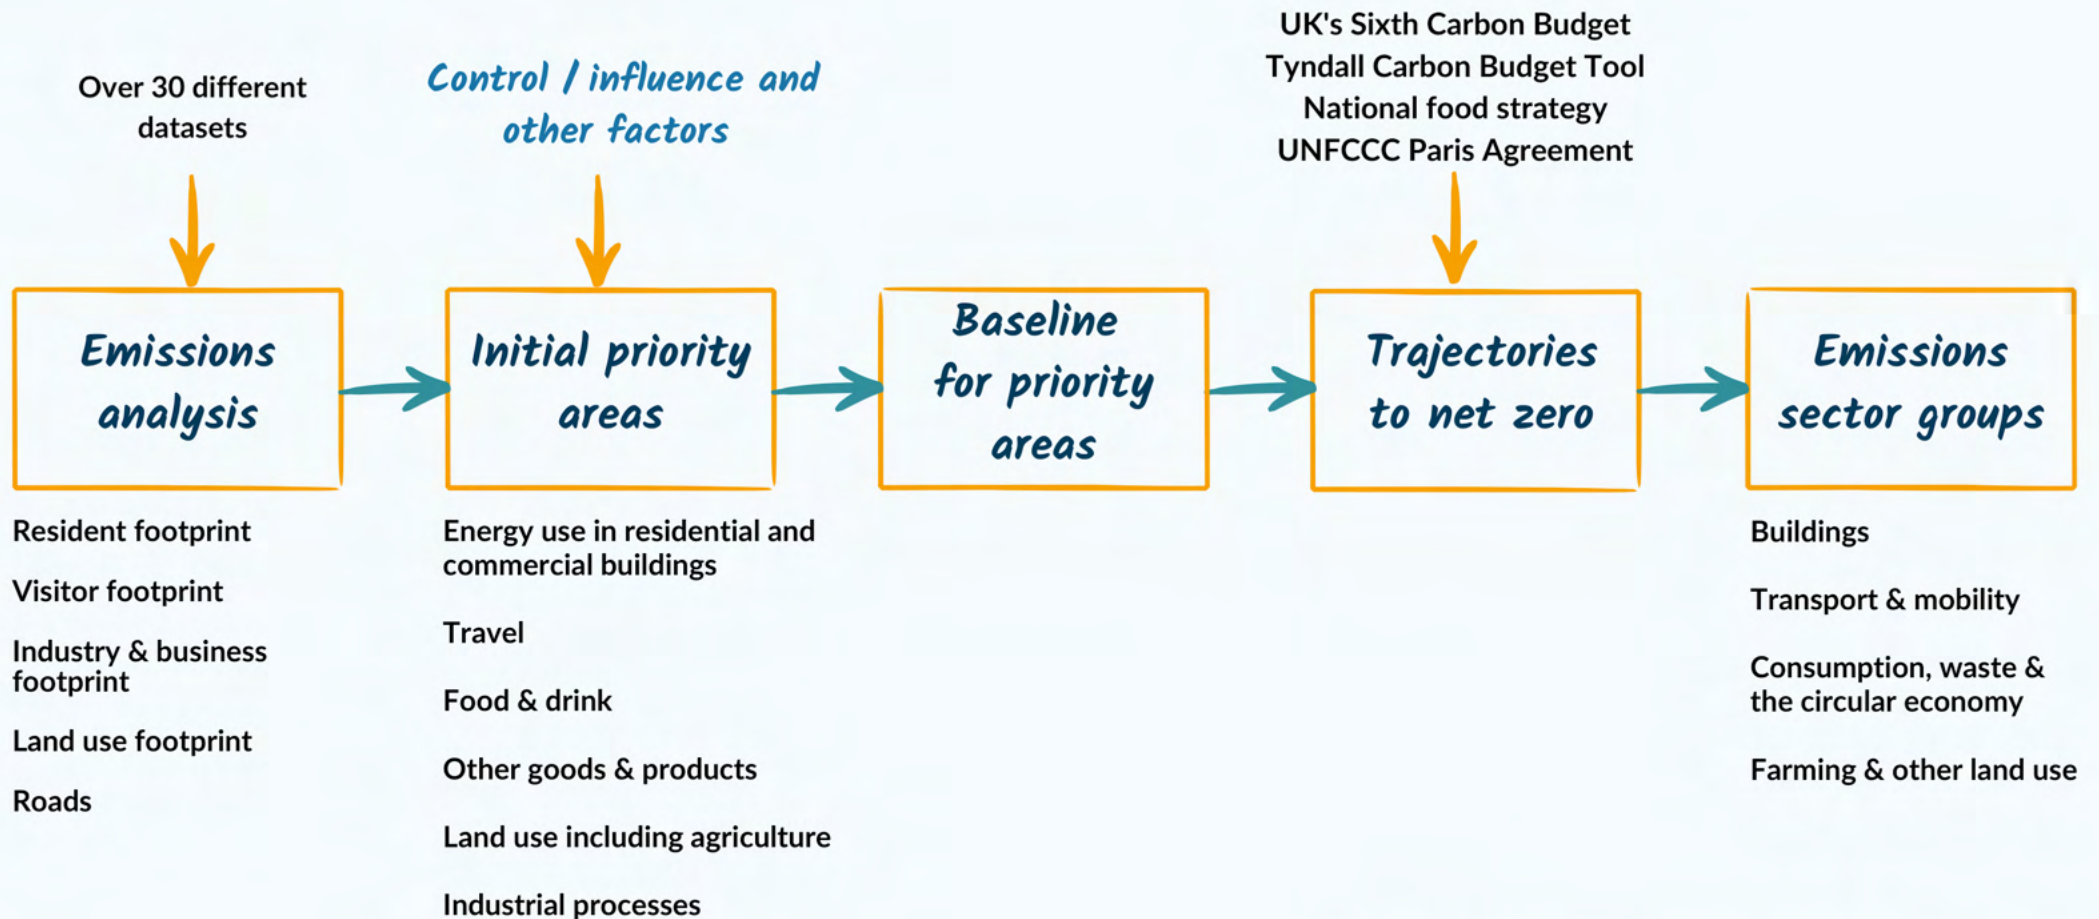 Over 30 different
datasets
Control / influence and
other factors
UK's Sixth Carbon Budget
Tyndall Carbon Budget Tool
National food strategy
UNFCCC Paris Agreement
Emissions
analysis
Initial priority
areas
Baseline
for priority
areas
Trajectories
to net zero
Emissions
sector groups
Resident footprint
Visitor footprint
Industry & business
footprint
Land use footprint
Roads
Energy use in residential and
commercial buildings
Travel
Food & drink
Other goods & products
Land use including agriculture
Industrial processes
Buildings
Transport & mobility
Consumption, waste &
the circular economy
Farming & other land use